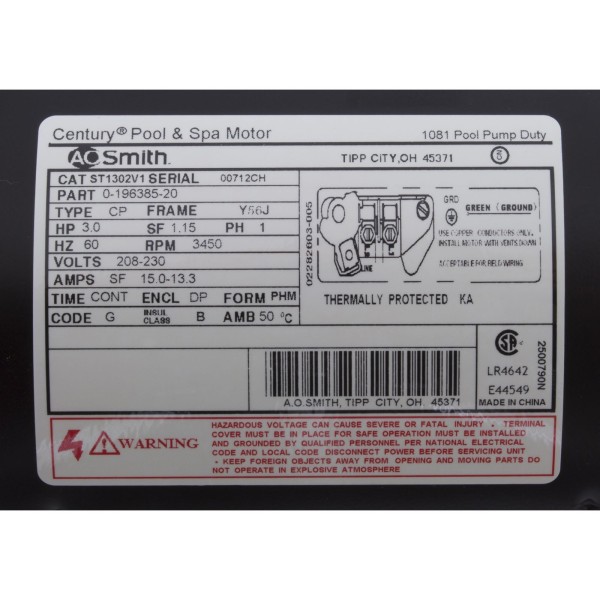 Century® Pool & Spa Motor
1081 Pool Pump Duty
AO Smith
TIPP CITY, OH 45371
CAT ST1302V1 SERIAL 00712CH
PART 0-196385-20
TYPE CP FRAME Y56J
HP 3.0 SF 1.15 PH 1
HZ 60 RPM 3450
VOLTS 208-230
AMPS SF 15.0-13.3
TIME CONT ENCL DP FORM PHM
CODE G INSUL CLASS B AMB 50 °C
02282603-005
LINE
GRD
GREEN (GROUND)
USE COPPER CONDUCTORS ONLY,
INSTALL MOTOR WITH VENTS DOWN
ACCEPTABLE FOR FIELD WIRING
THERMALLY PROTECTED KA
A.O.SMITH, TIPP CITY, OH. 45371
LR4642
E44549
MADE IN CHINA
2500790N
WARNING
HAZARDOUS VOLTAGE CAN CAUSE SEVERE OR FATAL INJURY - TERMINAL
COVER MUST BE IN PLACE FOR SAFE OPERATION MOTOR MUST BE INSTALLED
AND GROUNDED ACCORDINGLY AS PER NATIONAL ELECTRICAL
CODE AND LOCAL CODE DISCONNECT POWER BEFORE SERVICING UNIT
- KEEP FOREIGN OBJECTS AWAY FROM OPENING AND MOVING PARTS DO
NOT OPERATE IN EXPLOSIVE ATMOSPHERE